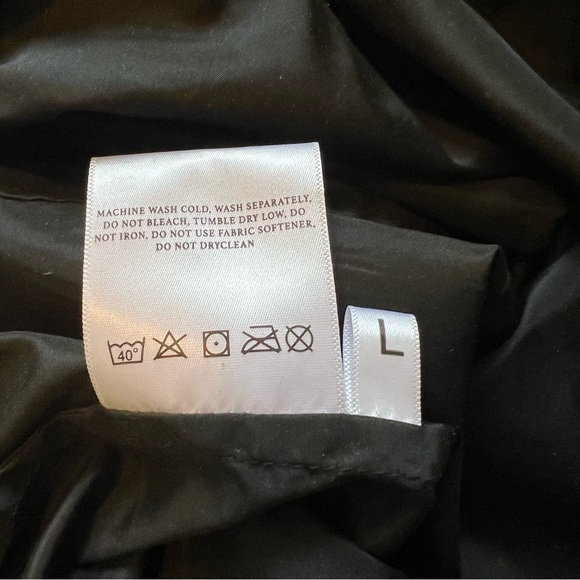 MACHINE WASH COLD, WASH SEPARATELY,
DO NOT BLEACH, TUMBLE DRY LOW, DO
NOT IRON, DO NOT USE FABRIC SOFTENER,
DO NOT DRYCLEAN
40°
L